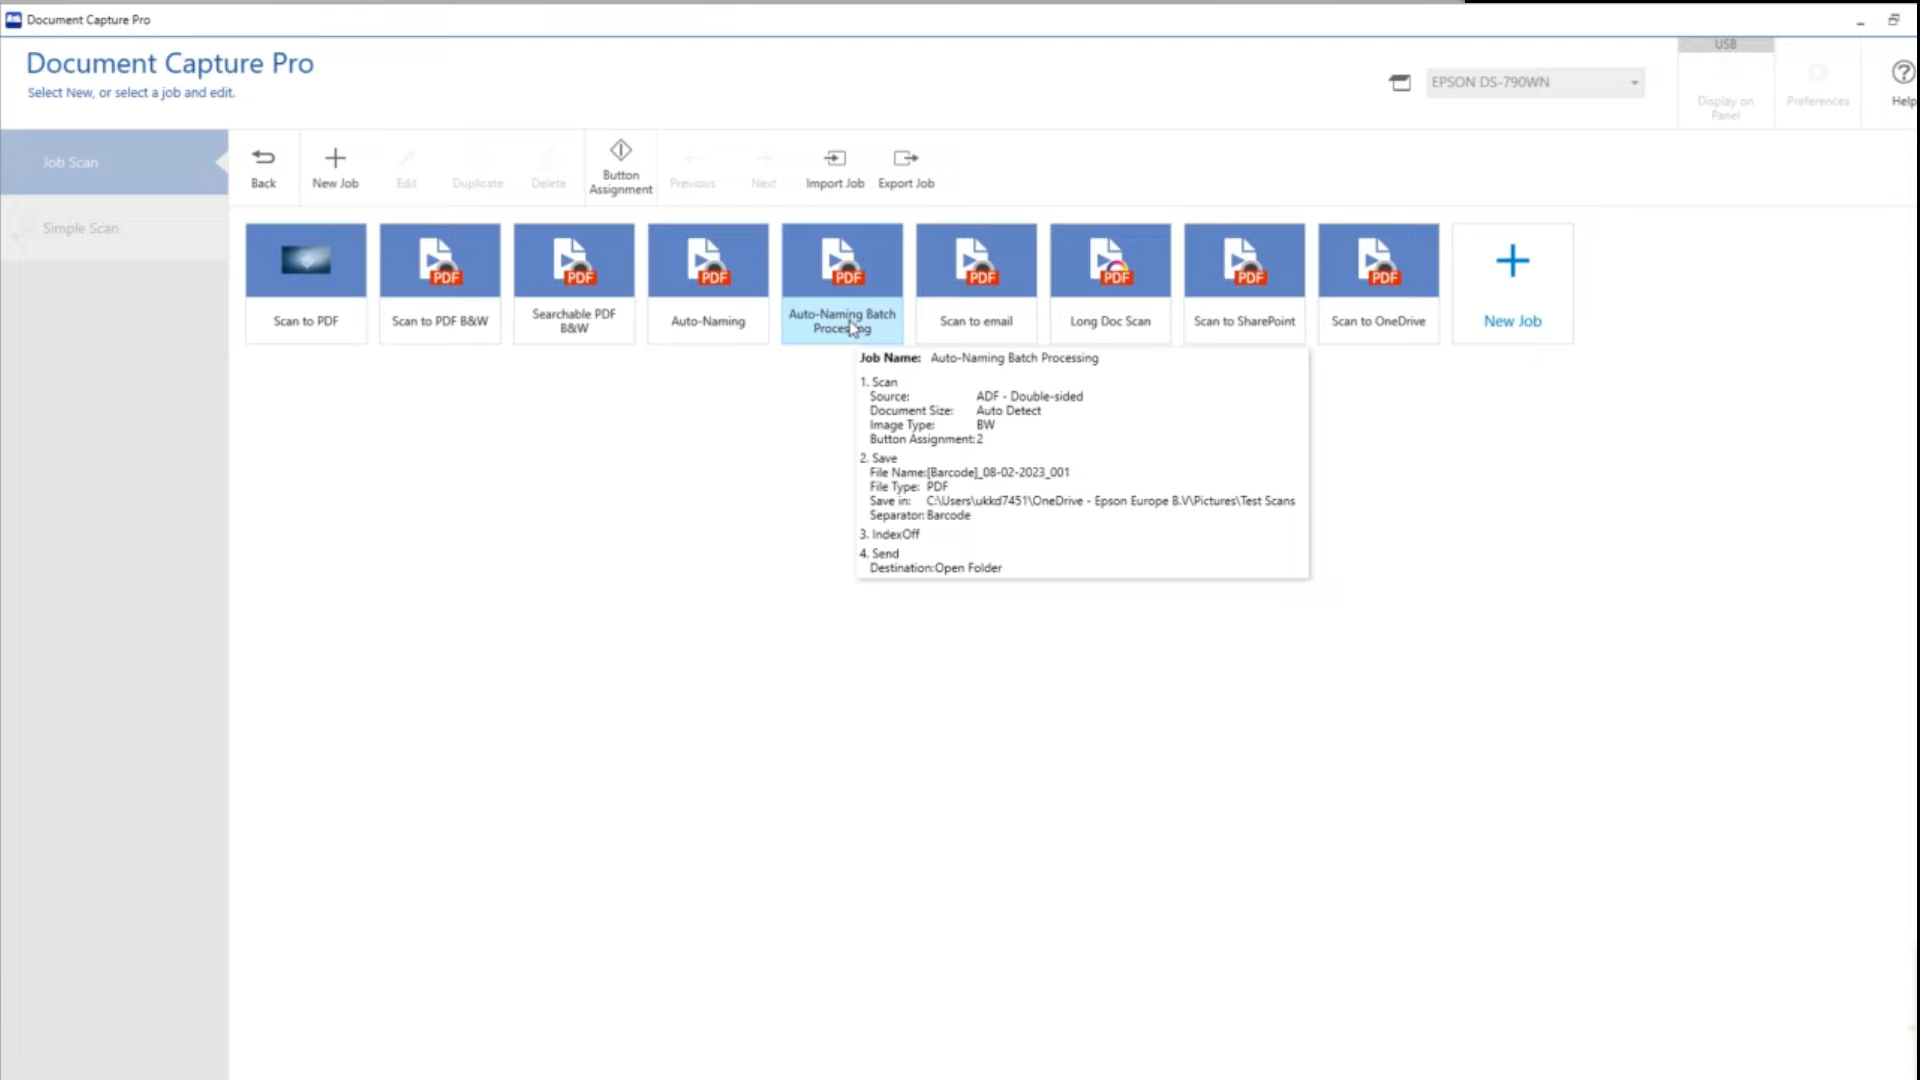 Document Capture Pro
Document Capture Pro
Select New, or select a job and edit.
EPSON DS-790WN
USB
Display on
Panel
Preferences
Help
Job Scan
Simple Scan
Back
New Job
Edit
Duplicate
Delete
Button
Assignment
Previous
Next
Import Job
Export Job
PDF
PDF
PDF
PDF
PDF
PDF
PDF
PDF
Scan to PDF
Scan to PDF B&W
Searchable PDF
B&W
Auto-Naming
Auto-Naming Batch
Processing
Scan to email
Long Doc Scan
Scan to SharePoint
Scan to OneDrive
New Job
Job Name: Auto-Naming Batch Processing
1. Scan
Source: ADF - Double-sided
Document Size: Auto Detect
Image Type: BW
Button Assignment: 2
2. Save
File Name:[Barcode]_08-02-2023_001
File Type: PDF
Save in: C:\Users\ukkd7451\OneDrive - Epson Europe B.V\Pictures\Test Scans
Separator: Barcode
3. IndexOff
4. Send
Destination:Open Folder